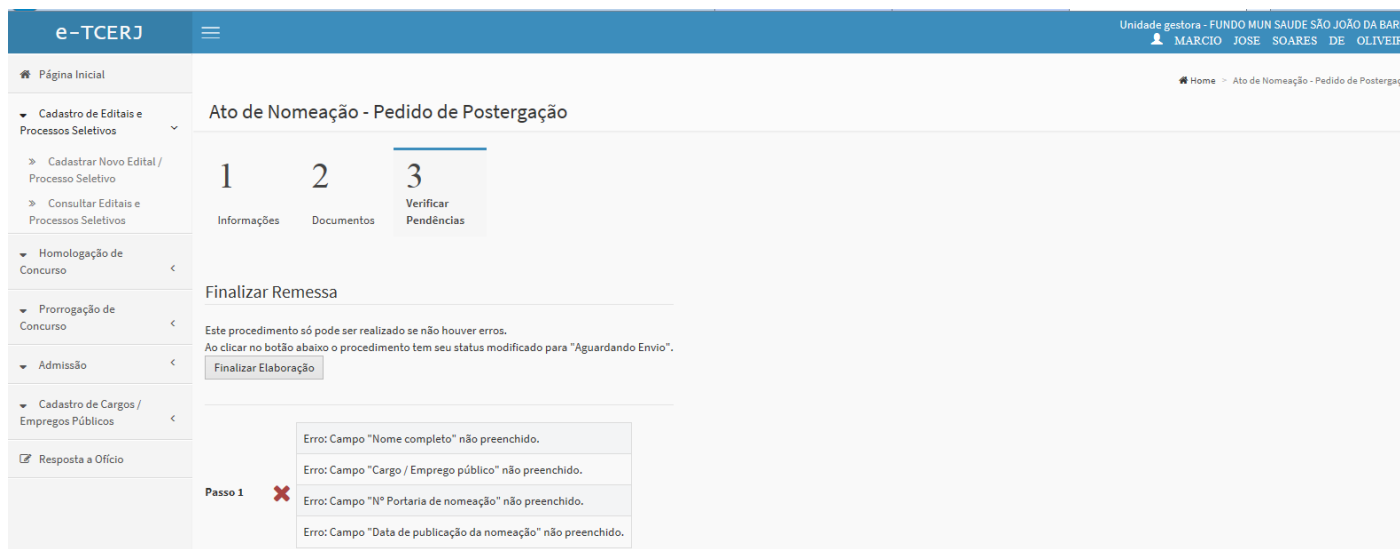 e-TCERJ
Unidade gestora - FUNDO MUN SAUDE SÃO JOÃO DA BAR
MARCIO JOSE SOARES DE OLIVEIR
Página Inicial
Home > Ato de Nomeação - Pedido de Postergaç
Cadastro de Editais e
Processos Seletivos
» Cadastrar Novo Edital /
Processo Seletivo
» Consultar Editais e
Processos Seletivos
Homologação de
Concurso
Prorrogação de
Concurso
Admissão
Cadastro de Cargos /
Empregos Públicos
Resposta a Ofício
Ato de Nomeação - Pedido de Postergação
1
Informações
2
Documentos
3
Verificar
Pendências
Finalizar Remessa
Este procedimento só pode ser realizado se não houver erros.
Ao clicar no botão abaixo o procedimento tem seu status modificado para "Aguardando Envio".
Finalizar Elaboração
Passo 1
Erro: Campo "Nome completo" não preenchido.
Erro: Campo "Cargo / Emprego público" não preenchido.
Erro: Campo "Nº Portaria de nomeação" não preenchido.
Erro: Campo "Data de publicação da nomeação" não preenchido.